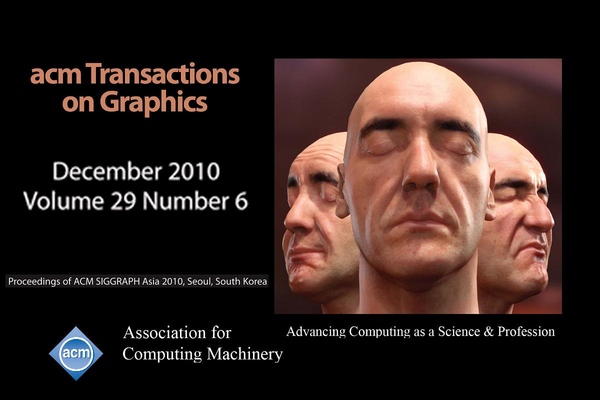 acm Transactions
on Graphics
December 2010
Volume 29 Number 6
Proceedings of ACM SIGGRAPH Asia 2010, Seoul, South Korea
acm
Association for
Computing Machinery
Advancing Computing as a Science & Profession